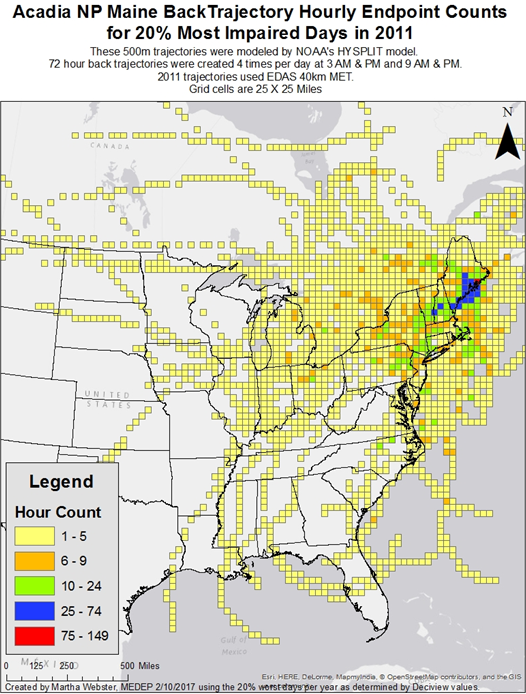 Acadia NP Maine BackTrajectory Hourly Endpoint Counts
for 20% Most Impaired Days in 2011
These 500m trajectories were modeled by NOAA's HYSPLIT model.
72 hour back trajectories were created 4 times per day at 3 AM & PM and 9 AM & PM.
2011 trajectories used EDAS 40km MET.
Grid cells are 25 X 25 Miles
N
CANADA
UNITED
STATES
Legend
Hour Count
1 - 5
6 - 9
10 - 24
25 - 74
75 - 149
MEXICO
Gulf of
Mexico
0 125 250 500 Miles
Esri, HERE, DeLorme, MapmyIndia, © OpenStreetMap contributors, and the GIS
Created by Martha Webster, MEDEP 2/10/2017 using the 20% worst days per year as determined by Deciview values.